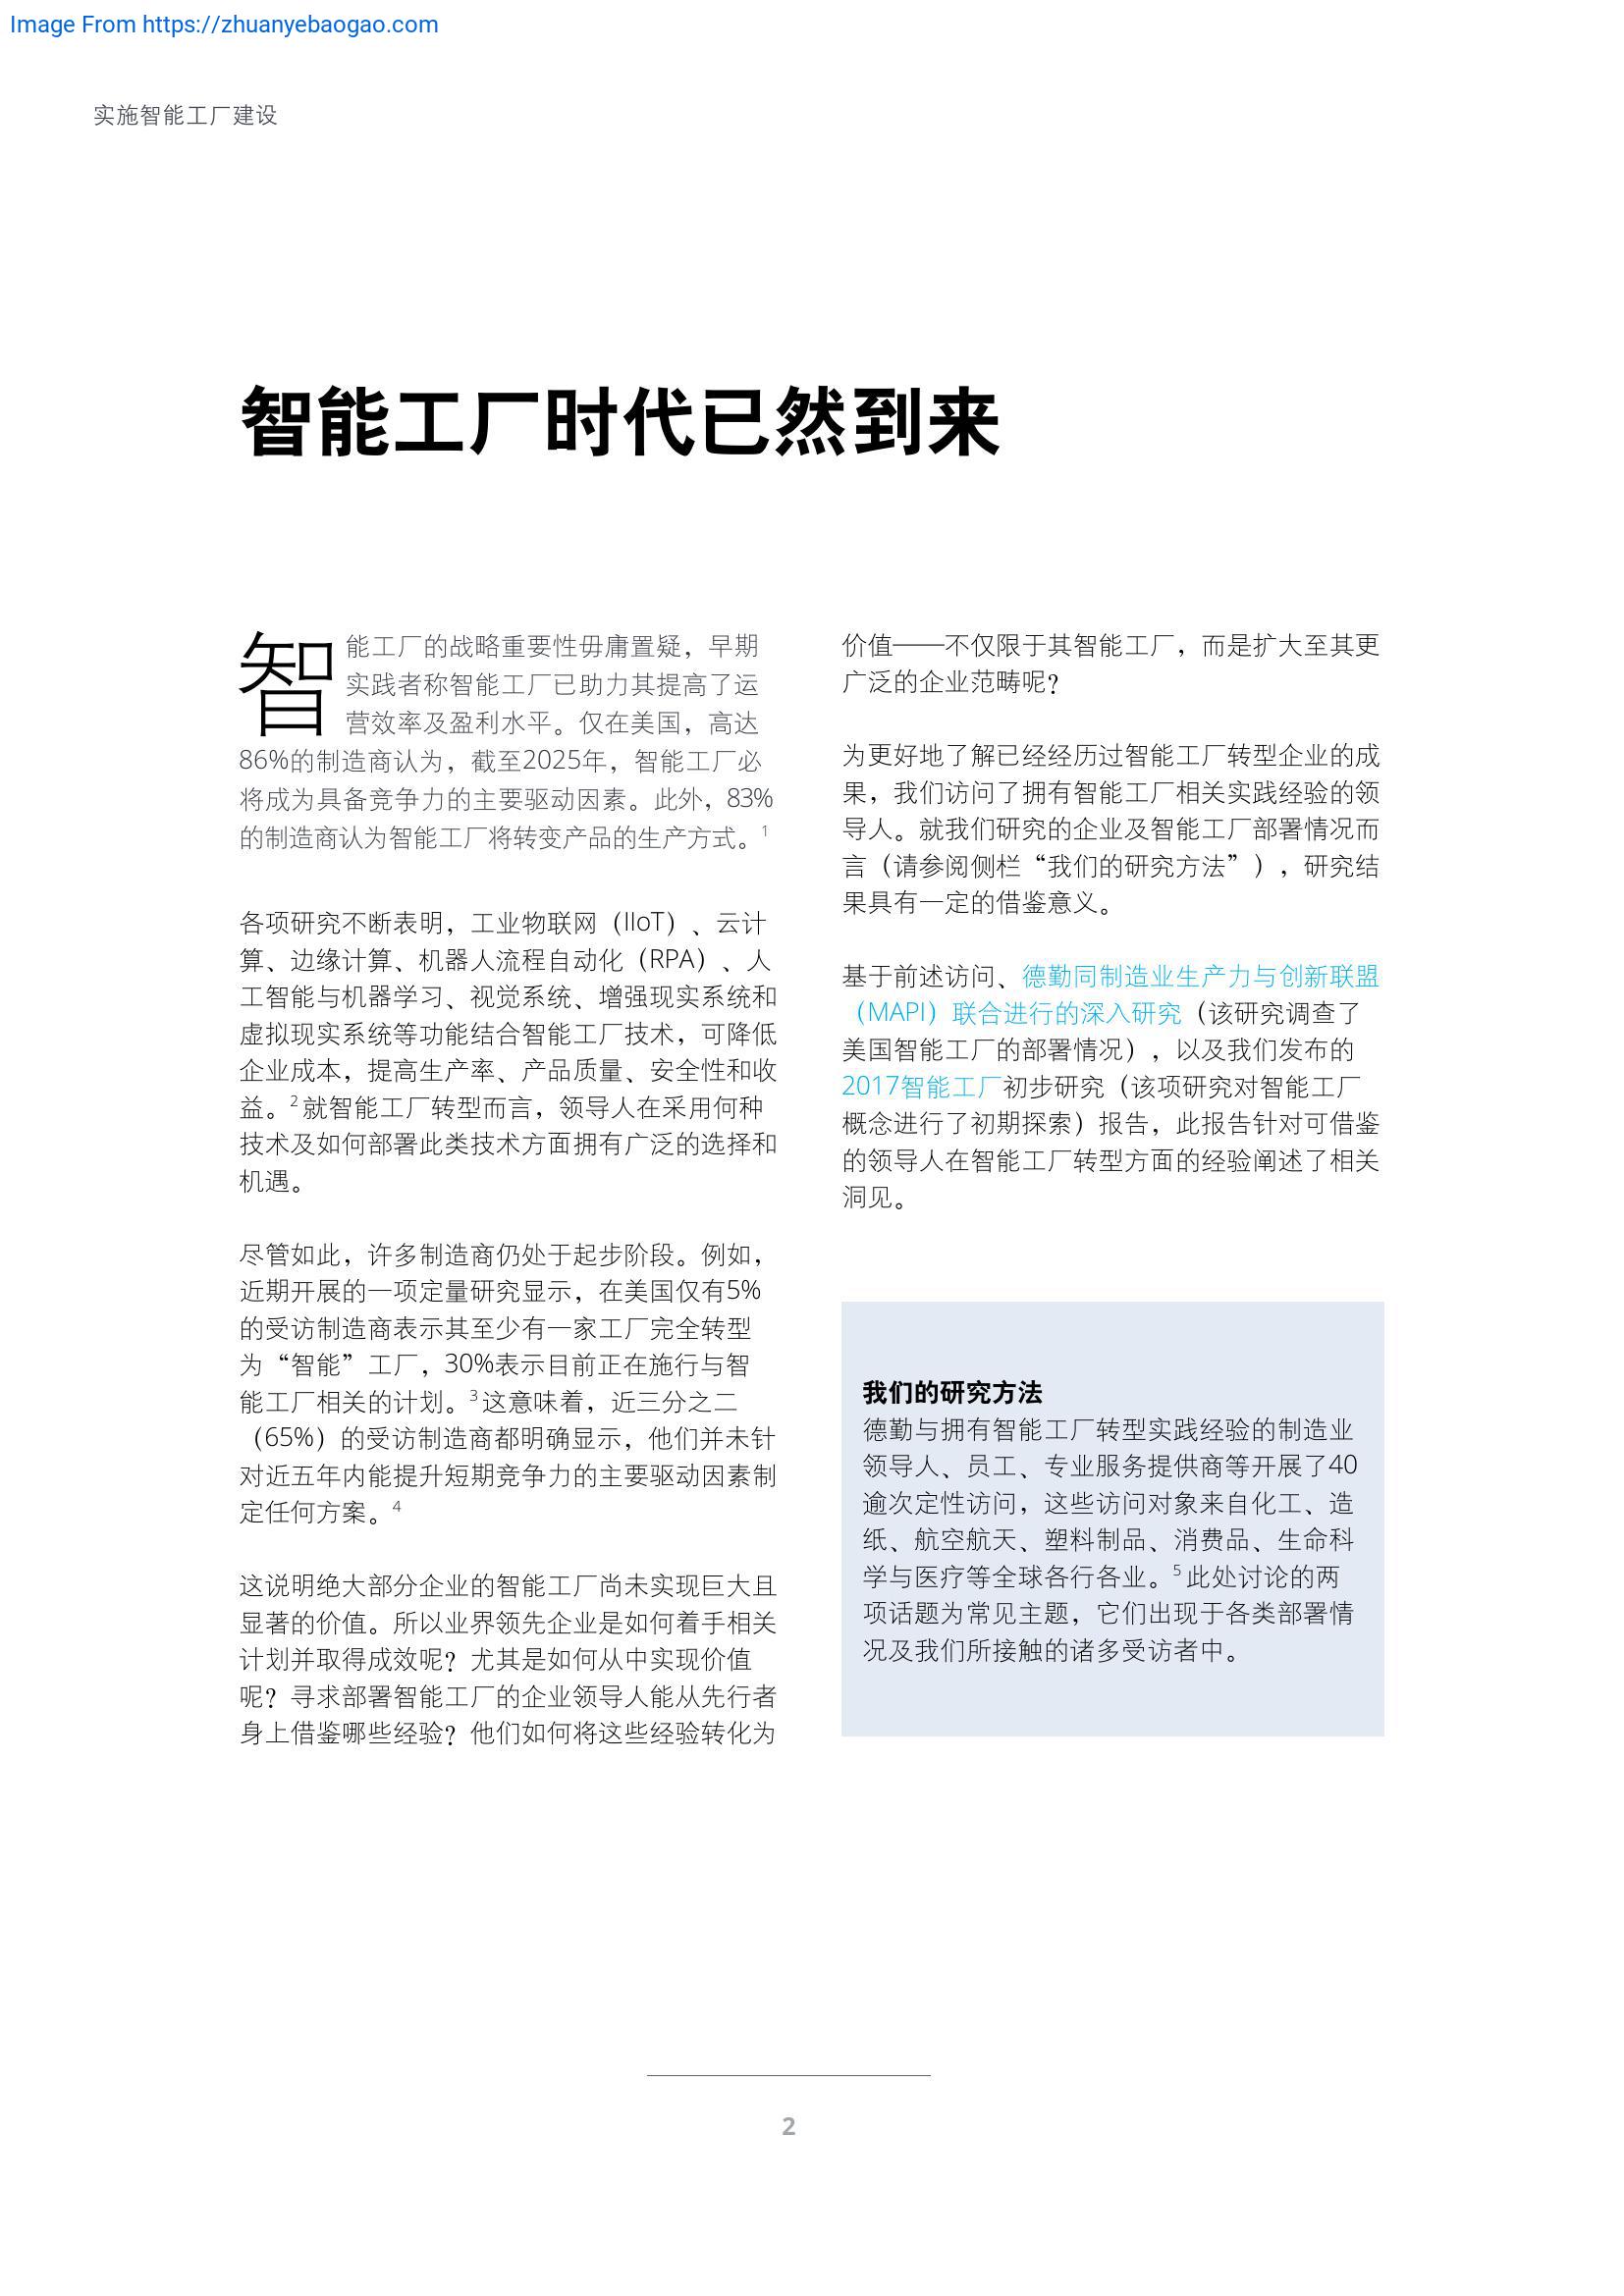 Image From https://zhuanyebaogao.com
实施智能工厂建设
智能工厂时代已然到来
智能工厂的战略重要性毋庸置疑，早期
实践者称智能工厂已助力其提高了运
营效率及盈利水平。仅在美国，高达
86%的制造商认为，截至2025年，智能工厂必
将成为具备竞争力的主要驱动因素。此外，83%
的制造商认为智能工厂将转变产品的生产方式。1
各项研究不断表明，工业物联网（IIoT）、云计
算、边缘计算、机器人流程自动化（RPA）、人
工智能与机器学习、视觉系统、增强现实系统和
虚拟现实系统等功能结合智能工厂技术，可降低
企业成本，提高生产率、产品质量、安全性和收
益。2 就智能工厂转型而言，领导人在采用何种
技术及如何部署此类技术方面拥有广泛的选择和
机遇。
尽管如此，许多制造商仍处于起步阶段。例如，
近期开展的一项定量研究显示，在美国仅有5%
的受访制造商表示其至少有一家工厂完全转型
为“智能”工厂，30%表示目前正在施行与智
能工厂相关的计划。3 这意味着，近三分之二
（65%）的受访制造商都明确显示，他们并未针
对近五年内能提升短期竞争力的主要驱动因素制
定任何方案。4
这说明绝大部分企业的智能工厂尚未实现巨大且
显著的价值。所以业界领先企业是如何着手相关
计划并取得成效呢？尤其是如何从中实现价值
呢？寻求部署智能工厂的企业领导人能从先行者
身上借鉴哪些经验？他们如何将这些经验转化为
价值——不仅限于其智能工厂，而是扩大至其更
广泛的企业范畴呢？
为更好地了解已经经历过智能工厂转型企业的成
果，我们访问了拥有智能工厂相关实践经验的领
导人。就我们研究的企业及智能工厂部署情况而
言（请参阅侧栏“我们的研究方法”），研究结
果具有一定的借鉴意义。
基于前述访问、德勤同制造业生产力与创新联盟
（MAPI）联合进行的深入研究（该研究调查了
美国智能工厂的部署情况），以及我们发布的
2017智能工厂初步研究（该项研究对智能工厂
概念进行了初期探索）报告，此报告针对可借鉴
的领导人在智能工厂转型方面的经验阐述了相关
洞见。
我们的研究方法
德勤与拥有智能工厂转型实践经验的制造业
领导人、员工、专业服务提供商等开展了40
逾次定性访问，这些访问对象来自化工、造
纸、航空航天、塑料制品、消费品、生命科
学与医疗等全球各行各业。5 此处讨论的两
项话题为常见主题，它们出现于各类部署情
况及我们所接触的诸多受访者中。
2